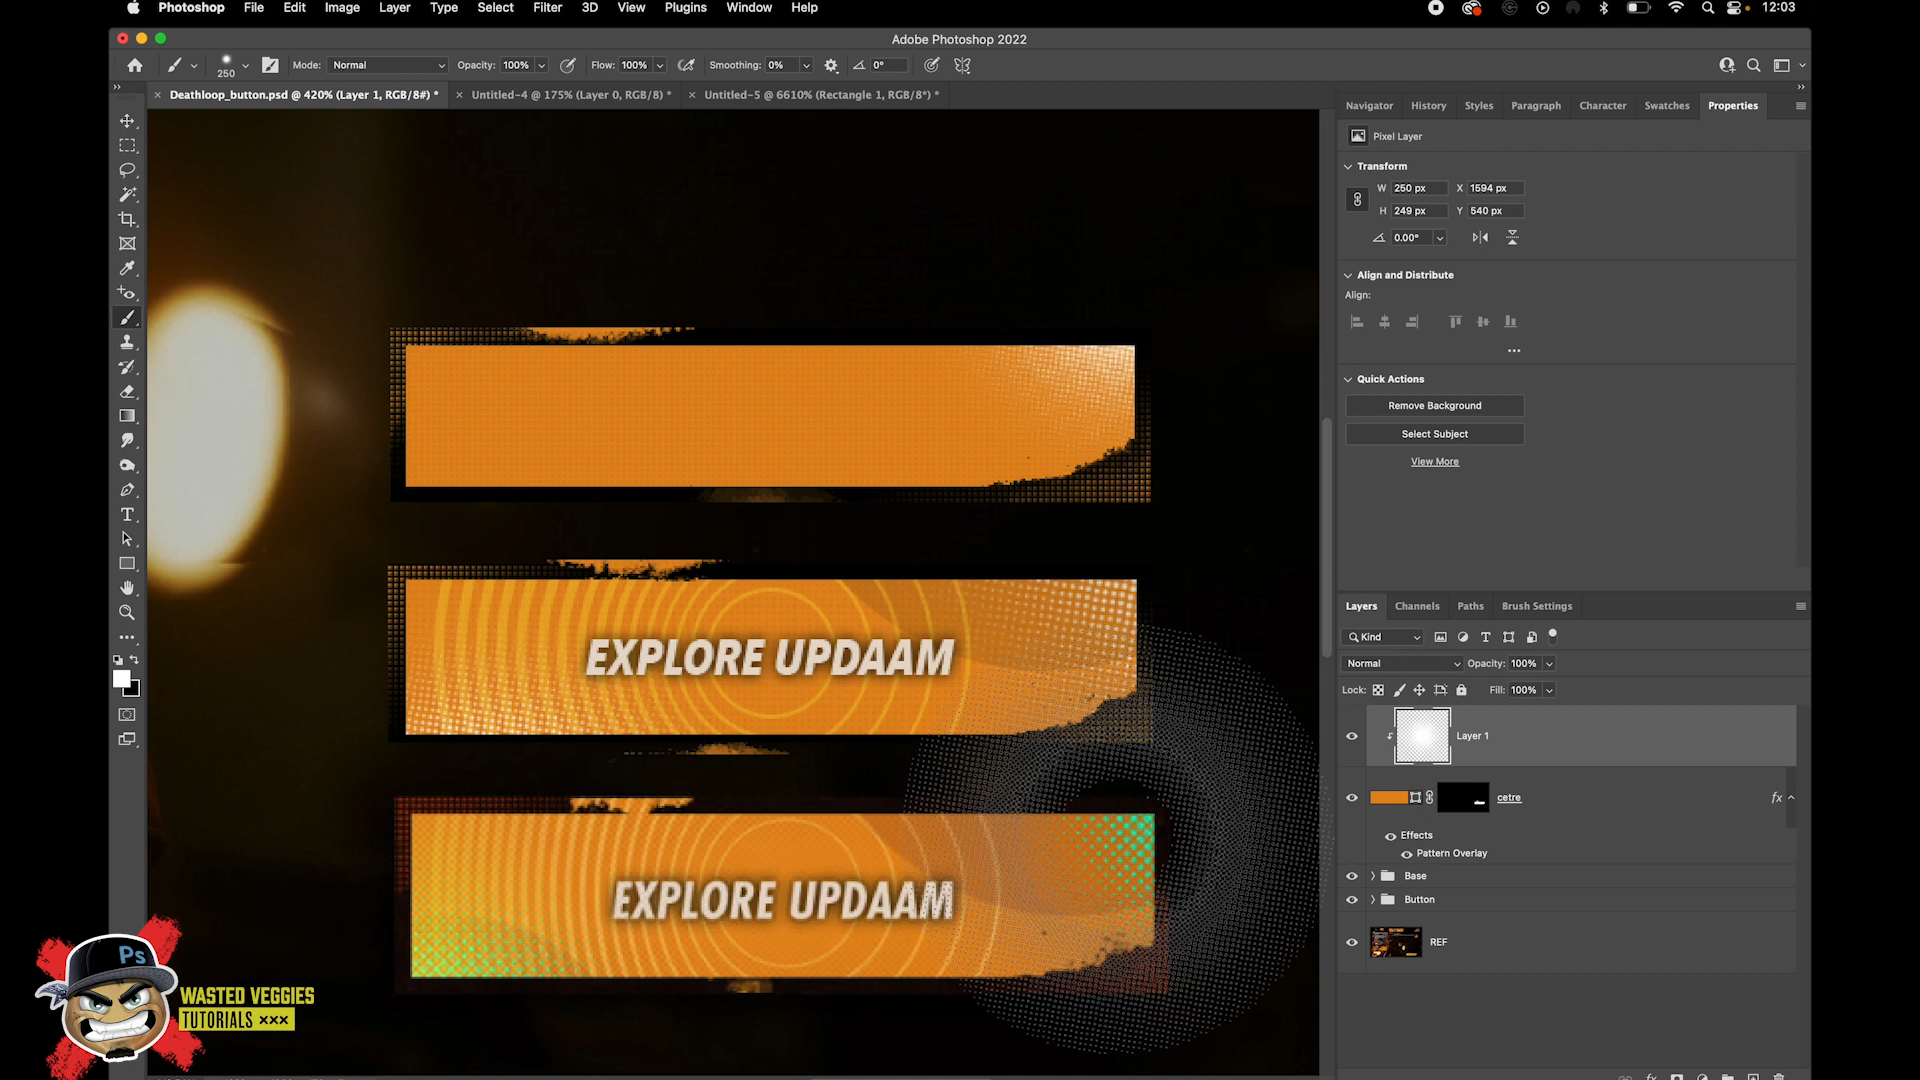 Photoshop File Edit Image Layer Type Select Filter 3D View Plugins Window Help 12:03
Adobe Photoshop 2022
250 Mode: Normal Opacity: 100% Flow: 100% Smoothing: 0% 0°
Deathloop_button.psd @ 420% (Layer 1, RGB/8#) * Untitled-4 @ 175% (Layer 0, RGB/8) * Untitled-5 @ 6610% (Rectangle 1, RGB/8*) *
Navigator History Styles Paragraph Character Swatches Properties
Pixel Layer
Transform
W 250 px X 1594 px
H 249 px Y 540 px
0.00°
Align and Distribute
Align:
Quick Actions
Remove Background
Select Subject
View More
EXPLORE UPDAAM
EXPLORE UPDAAM
Layers Channels Paths Brush Settings
Kind
Normal Opacity: 100%
Lock: Fill: 100%
Layer 1
cetre fx
Effects
Pattern Overlay
Base
Button
REF
Ps
WASTED VEGGIES
TUTORIALS ×××